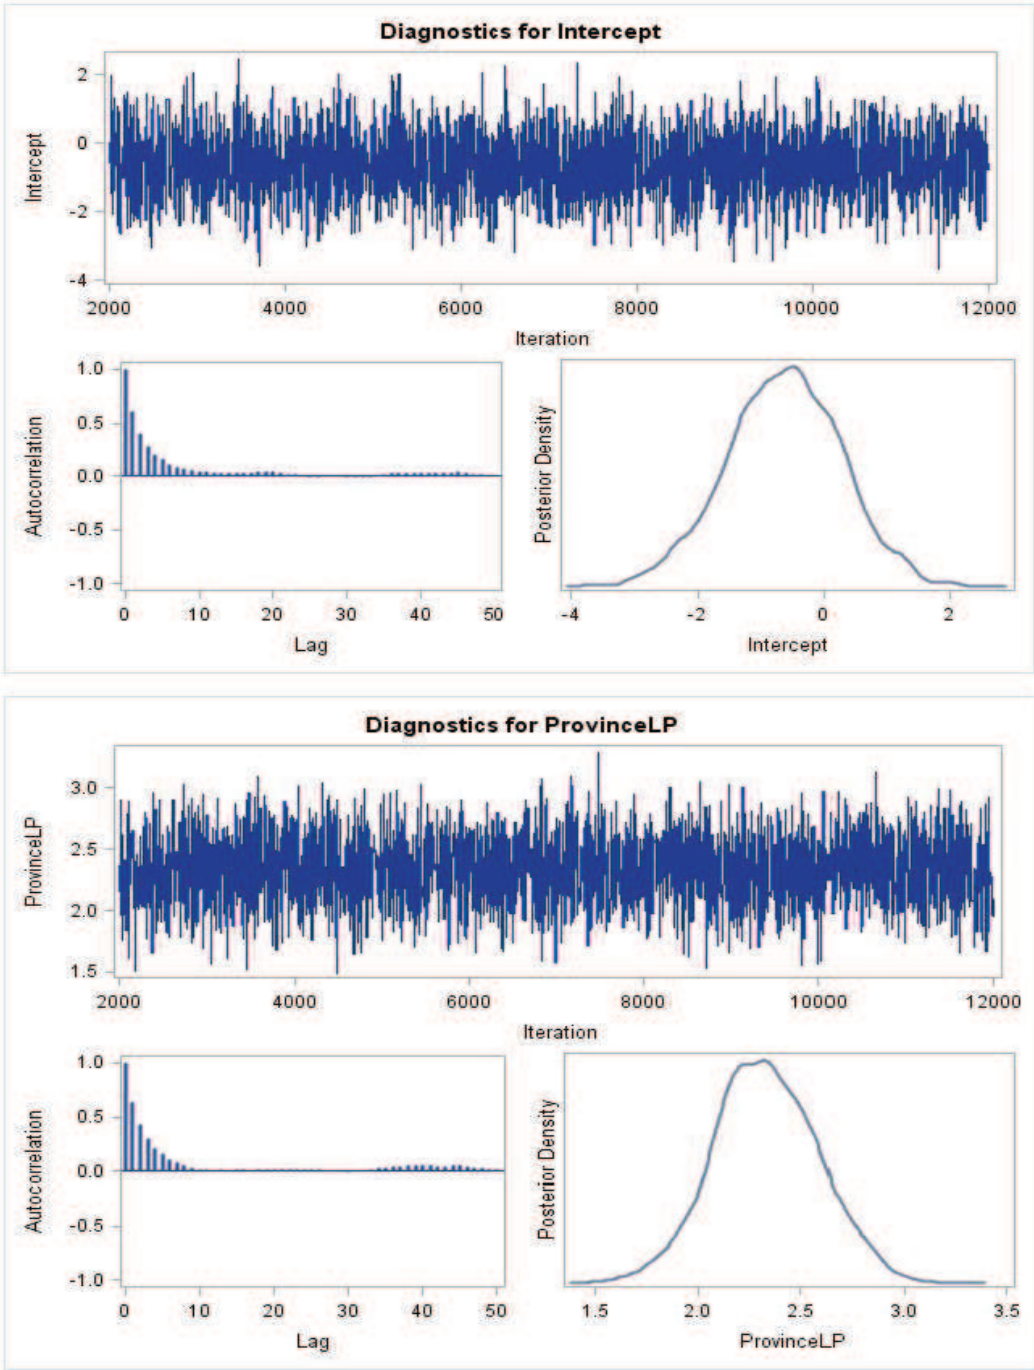 Diagnostics for Intercept
Intercept
2
0
-2
-4
2000 4000 6000 8000 10000 12000
Iteration
Autocorrelation
1.0
0.5
0.0
-0.5
-1.0
0 10 20 30 40 50
Lag
Posterior Density
-4 -2 0 2
Intercept
Diagnostics for ProvinceLP
ProvinceLP
3.0
2.5
2.0
1.5
2000 4000 6000 8000 10000 12000
Iteration
Autocorrelation
1.0
0.5
0.0
-0.5
-1.0
0 10 20 30 40 50
Lag
Posterior Density
1.5 2.0 2.5 3.0 3.5
ProvinceLP